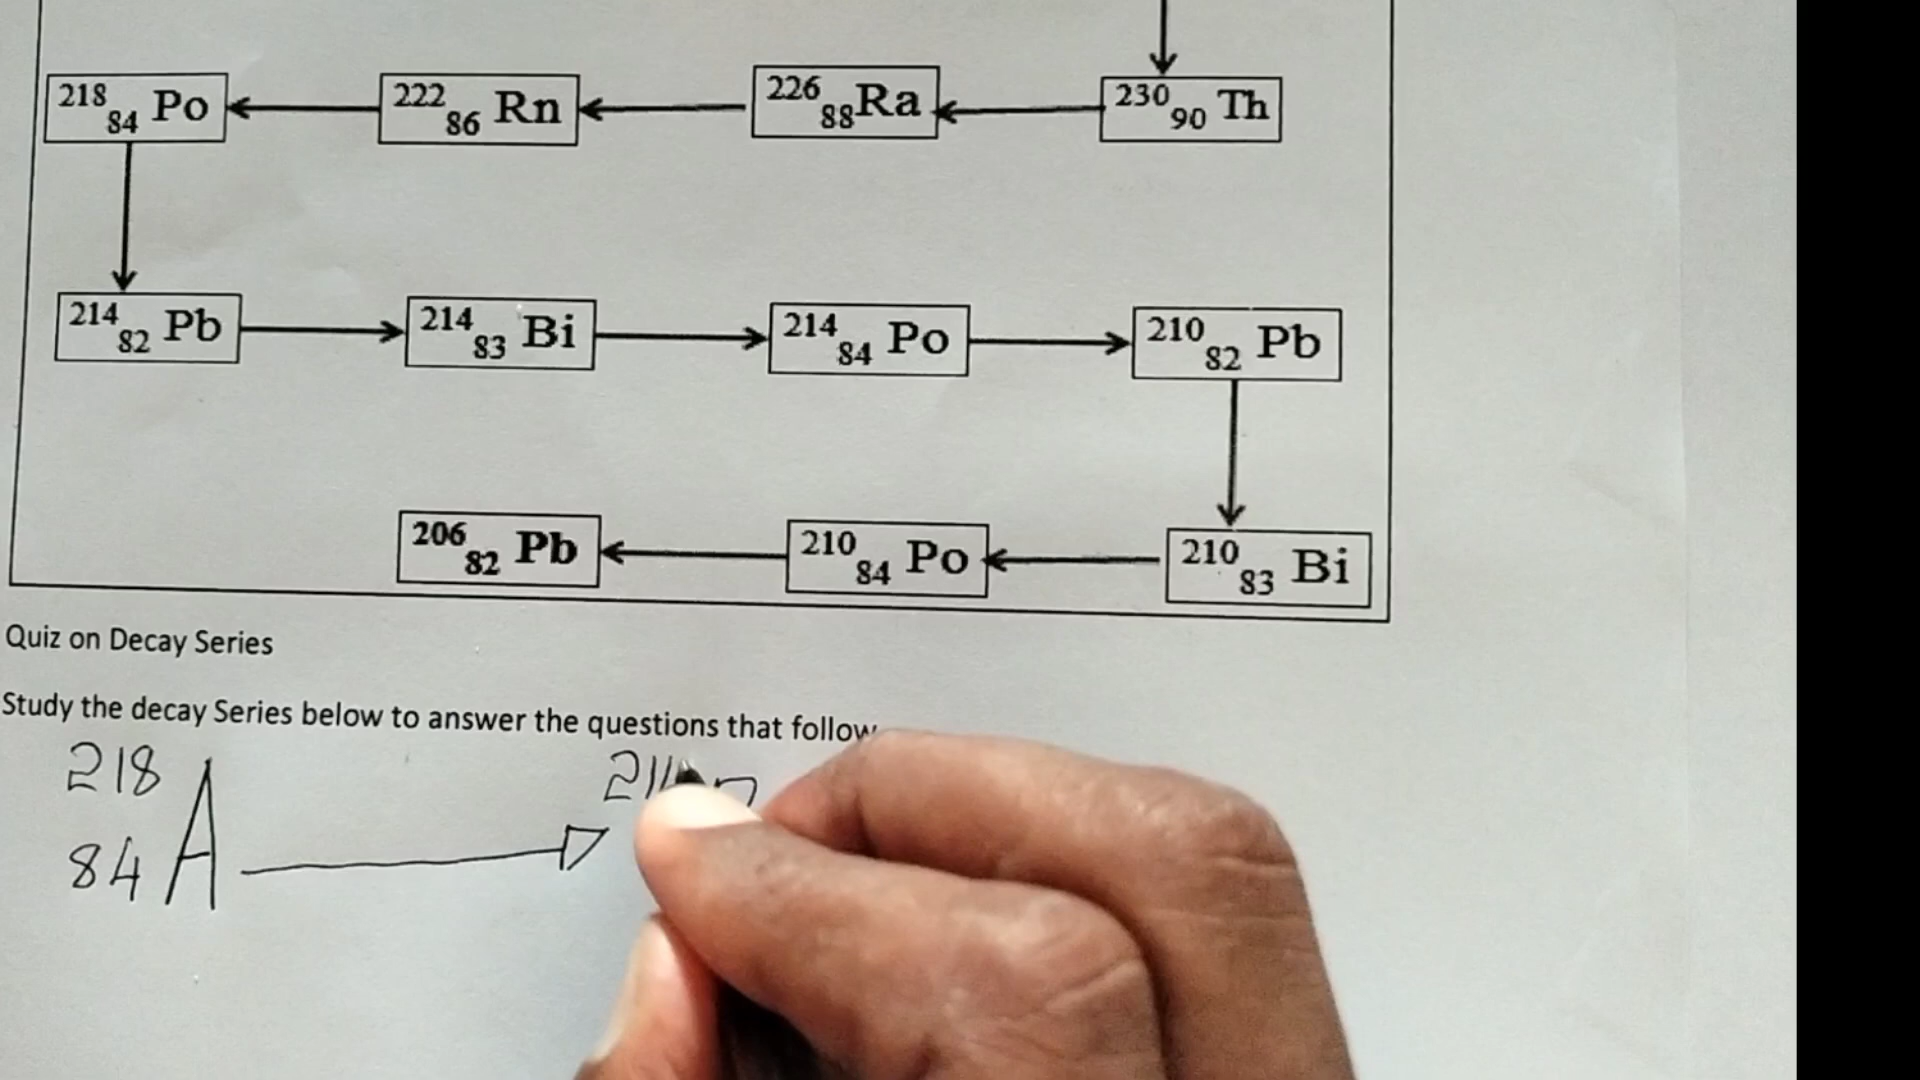 218 84 Po 222 86 Rn 226 88 Ra 230 90 Th
214 82 Pb 214 83 Bi 214 84 Po 210 82 Pb
206 82 Pb 210 84 Po 210 83 Bi
Quiz on Decay Series
Study the decay Series below to answer the questions that follow
218
84 A